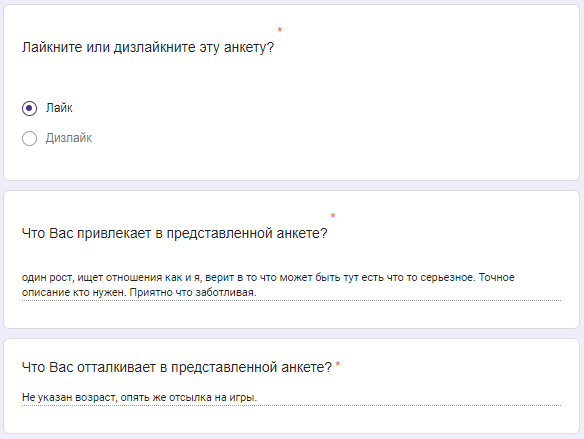 Лайкните или дизлайкните эту анкету? *
Лайк
Дизлайк
Что Вас привлекает в представленной анкете? *
один рост, ищет отношения как и я, верит в то что может быть тут есть что то серьезное. Точное
описание кто нужен. Приятно что заботливая.
Что Вас отталкивает в представленной анкете? *
Не указан возраст, опять же отсылка на игры.